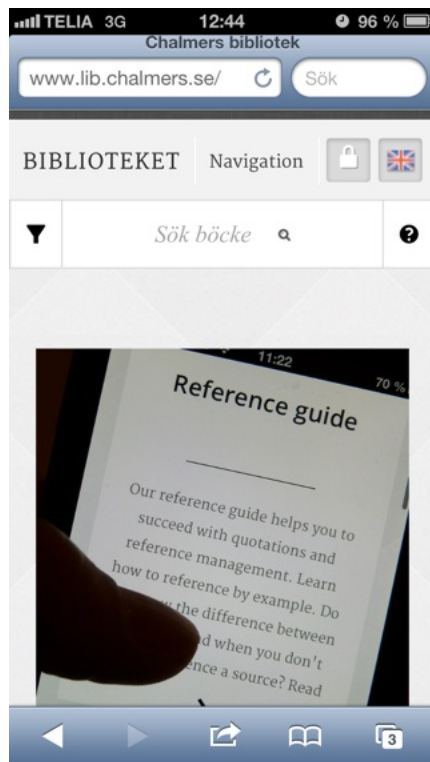 TELIA 3G 12:44 96 %
Chalmers bibliotek
www.lib.chalmers.se/ Sök
BIBLIOTEKET Navigation
Sök böcke
11:22
70 %
Reference guide
Our reference guide helps you to
succeed with quotations and
reference management. Learn
how to reference by example. Do
the difference between
when you don't
a source? Read
3